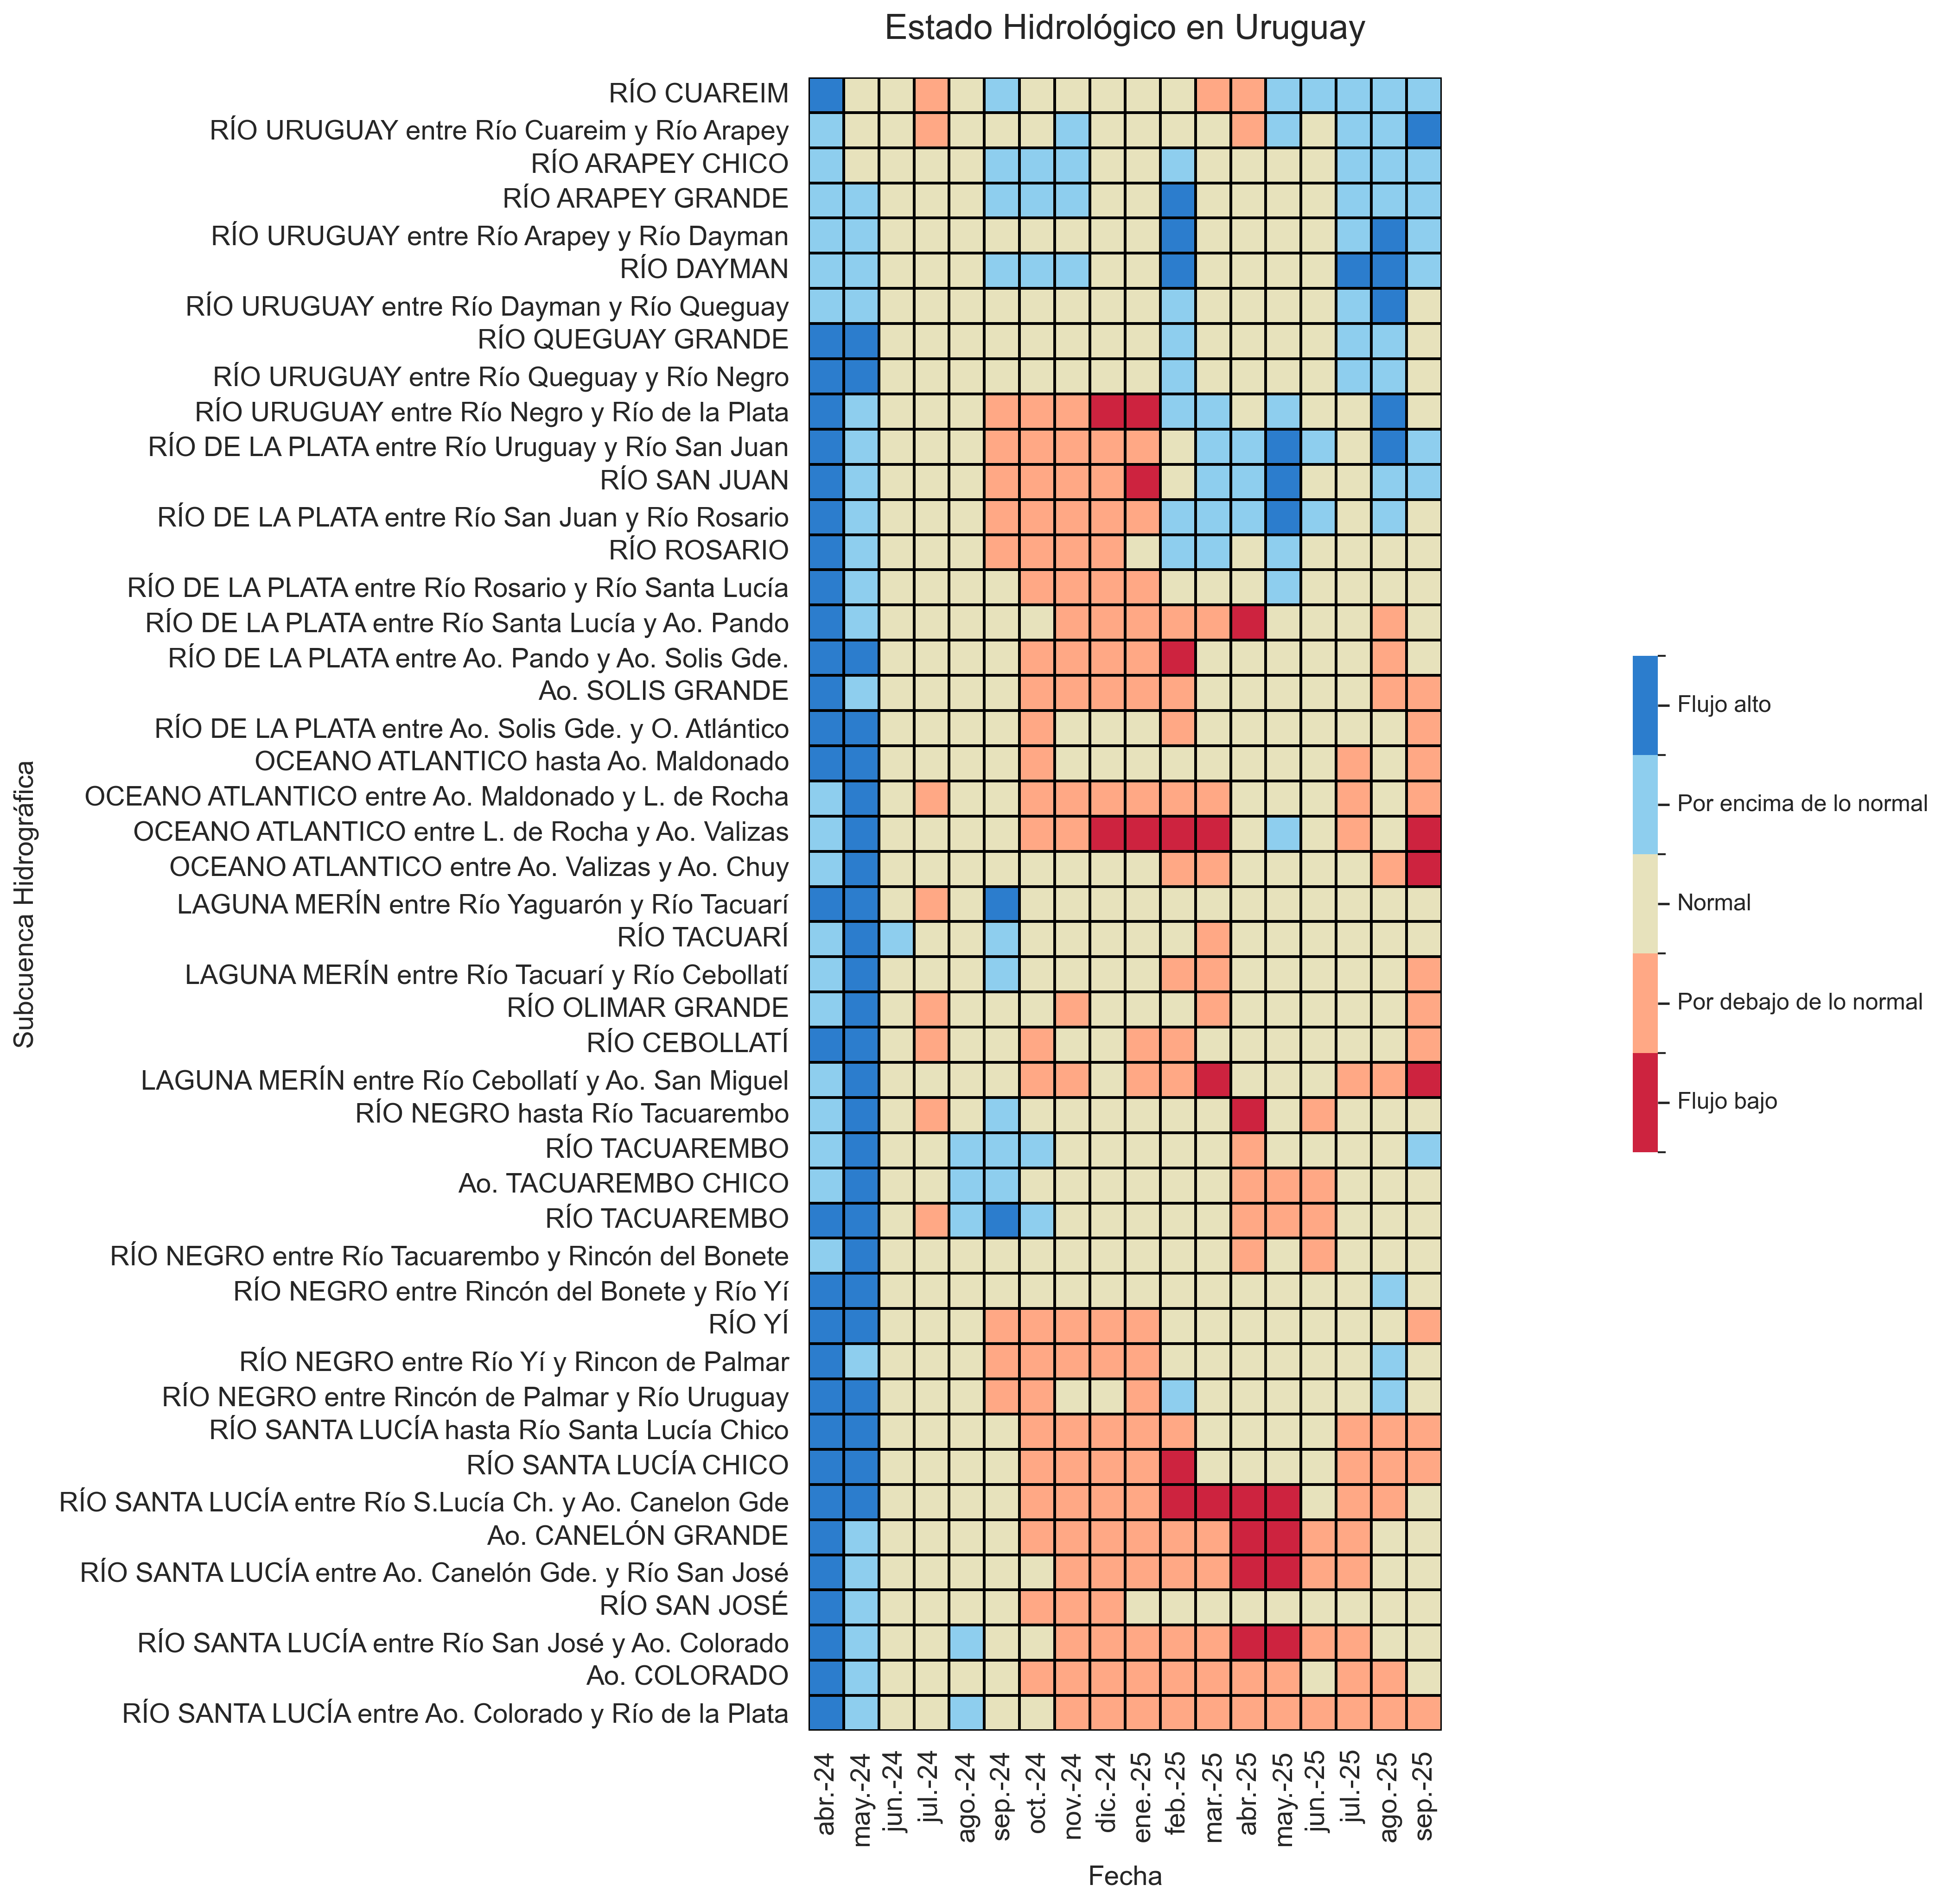 Estado Hidrológico en Uruguay
RÍO CUAREIM
RÍO URUGUAY entre Río Cuareim y Río Arapey
RÍO ARAPEY CHICO
RÍO ARAPEY GRANDE
RÍO URUGUAY entre Río Arapey y Río Dayman
RÍO DAYMAN
RÍO URUGUAY entre Río Dayman y Río Queguay
RÍO QUEGUAY GRANDE
RÍO URUGUAY entre Río Queguay y Río Negro
RÍO URUGUAY entre Río Negro y Río de la Plata
RÍO DE LA PLATA entre Río Uruguay y Río San Juan
RÍO SAN JUAN
RÍO DE LA PLATA entre Río San Juan y Río Rosario
RÍO ROSARIO
RÍO DE LA PLATA entre Río Rosario y Río Santa Lucía
RÍO DE LA PLATA entre Río Santa Lucía y Ao. Pando
RÍO DE LA PLATA entre Ao. Pando y Ao. Solis Gde.
Ao. SOLIS GRANDE
RÍO DE LA PLATA entre Ao. Solis Gde. y O. Atlántico
OCEANO ATLANTICO hasta Ao. Maldonado
OCEANO ATLANTICO entre Ao. Maldonado y L. de Rocha
OCEANO ATLANTICO entre L. de Rocha y Ao. Valizas
OCEANO ATLANTICO entre Ao. Valizas y Ao. Chuy
LAGUNA MERÍN entre Río Yaguarón y Río Tacuarí
RÍO TACUARÍ
LAGUNA MERÍN entre Río Tacuarí y Río Cebollatí
RÍO OLIMAR GRANDE
RÍO CEBOLLATÍ
LAGUNA MERÍN entre Río Cebollatí y Ao. San Miguel
RÍO NEGRO hasta Río Tacuarembo
RÍO TACUAREMBO
Ao. TACUAREMBO CHICO
RÍO TACUAREMBO
RÍO NEGRO entre Río Tacuarembo y Rincón del Bonete
RÍO NEGRO entre Rincón del Bonete y Río Yí
RÍO YÍ
RÍO NEGRO entre Río Yí y Rincon de Palmar
RÍO NEGRO entre Rincón de Palmar y Río Uruguay
RÍO SANTA LUCÍA hasta Río Santa Lucía Chico
RÍO SANTA LUCÍA CHICO
RÍO SANTA LUCÍA entre Río S.Lucía Ch. y Ao. Canelon Gde
Ao. CANELÓN GRANDE
RÍO SANTA LUCÍA entre Ao. Canelón Gde. y Río San José
RÍO SAN JOSÉ
RÍO SANTA LUCÍA entre Río San José y Ao. Colorado
Ao. COLORADO
RÍO SANTA LUCÍA entre Ao. Colorado y Río de la Plata
Subcuenca Hidrográfica
abr.-24
may.-24
jun.-24
jul.-24
ago.-24
sep.-24
oct.-24
nov.-24
dic.-24
ene.-25
feb.-25
mar.-25
abr.-25
may.-25
jun.-25
jul.-25
ago.-25
sep.-25
Fecha
Flujo alto
Por encima de lo normal
Normal
Por debajo de lo normal
Flujo bajo